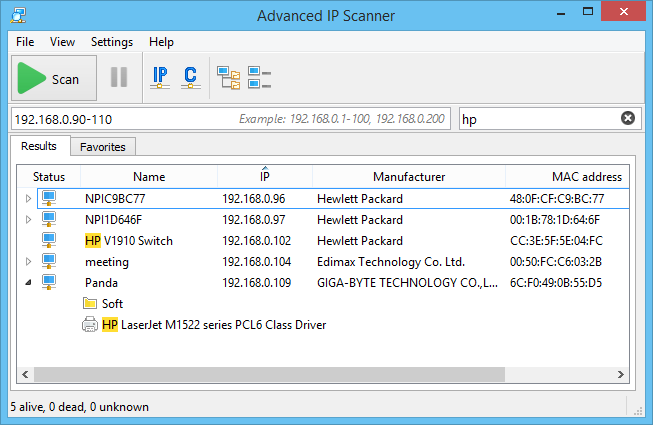 Advanced IP Scanner
File View Settings Help
Scan IP C
192.168.0.90-110 Example: 192.168.0.1-100, 192.168.0.200 hp
Results Favorites
Status Name IP Manufacturer MAC address
NPIC9BC77 192.168.0.96 Hewlett Packard 48:0F:CF:C9:BC:77
NPI1D646F 192.168.0.97 Hewlett Packard 00:1B:78:1D:64:6F
HP V1910 Switch 192.168.0.102 Hewlett Packard CC:3E:5F:5E:04:FC
meeting 192.168.0.104 Edimax Technology Co. Ltd. 00:50:FC:C6:03:2B
Panda 192.168.0.109 GIGA-BYTE TECHNOLOGY CO.,L... 6C:F0:49:0B:55:D5
Soft
HP LaserJet M1522 series PCL6 Class Driver
5 alive, 0 dead, 0 unknown